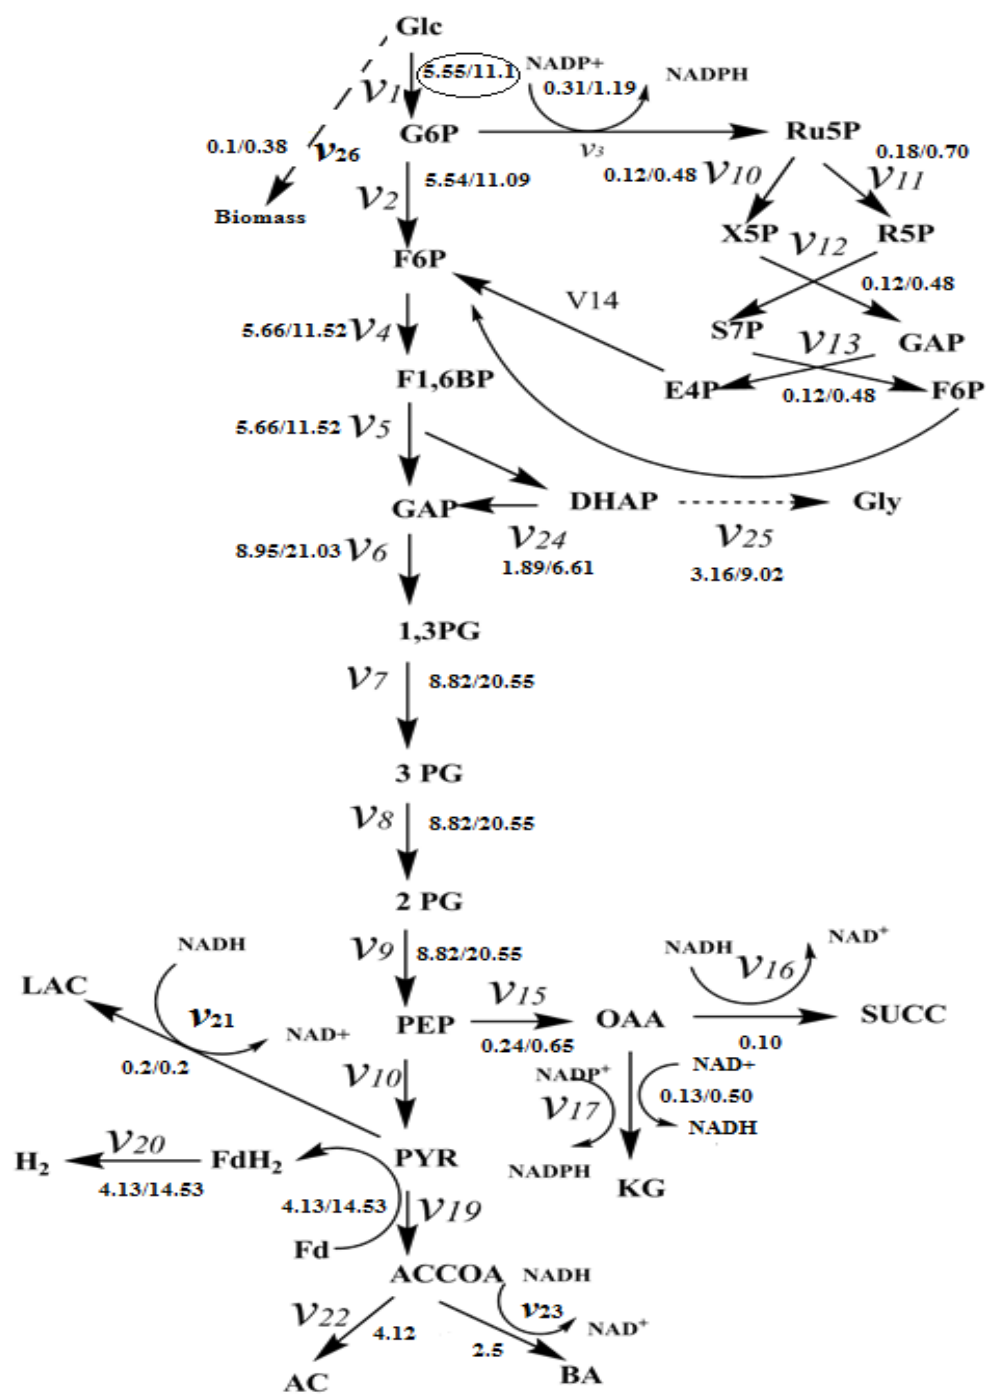 Glc
5.55/11.1
NADP+
NADPH
v1
0.31/1.19
G6P
Ru5P
v3
0.1/0.38
v26
0.12/0.48
v10
0.18/0.70
v11
5.54/11.09
v2
Biomass
X5P
v12
R5P
F6P
0.12/0.48
V14
S7P
v13
GAP
5.66/11.52
v4
F1,6BP
E4P
0.12/0.48
F6P
5.66/11.52
v5
GAP
DHAP
Gly
v24
v25
8.95/21.03
v6
1.89/6.61
3.16/9.02
1,3PG
v7
8.82/20.55
3 PG
v8
8.82/20.55
2 PG
NADH
v9
8.82/20.55
NADH
v16
NAD+
LAC
v15
v21
NAD+
PEP
OAA
SUCC
0.24/0.65
0.10
0.2/0.2
v10
NADP+
NAD+
v17
0.13/0.50
NADH
v20
H2
FdH2
PYR
NADPH
KG
4.13/14.53
4.13/14.53
v19
Fd
ACCOA
NADH
v22
v23
4.12
2.5
NAD+
AC
BA